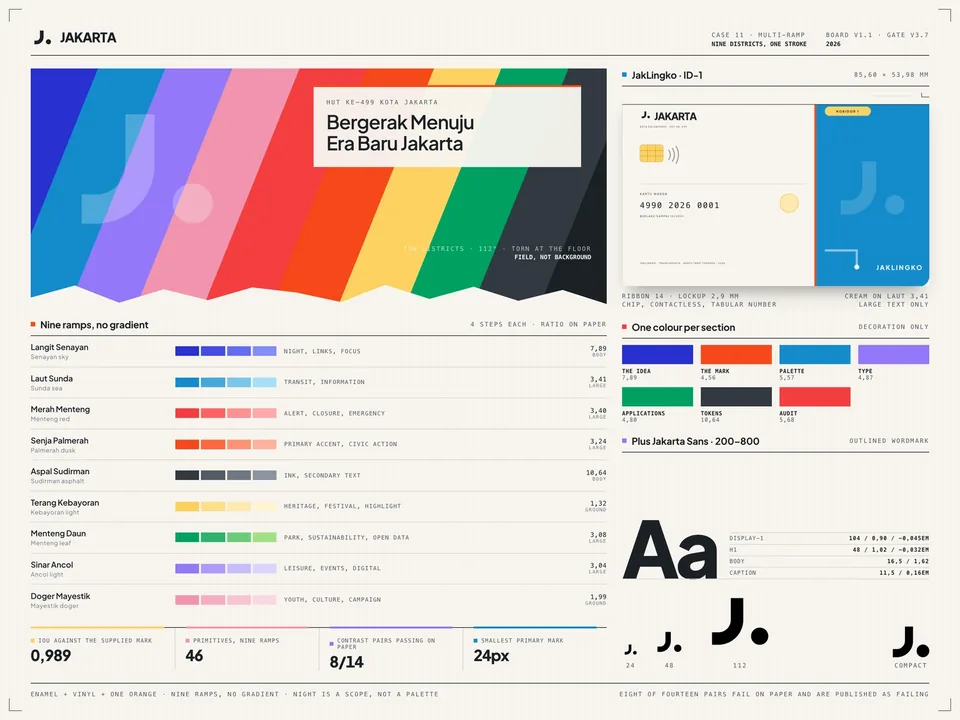 J. JAKARTA
CASE 11 · MULTI-RAMP
NINE DISTRICTS, ONE STROKE
BOARD V1.1 · GATE V3.7
2026
HUT KE-499 KOTA JAKARTA
Bergerak Menuju
Era Baru Jakarta
DISTRICTS · 112° · TORN AT THE FLOOR
FIELD, NOT BACKGROUND
Nine ramps, no gradient
4 STEPS EACH · RATIO ON PAPER
Langit Senayan
Senayan sky
NIGHT, LINKS, FOCUS
7,89
BODY
Laut Sunda
Sunda sea
TRANSIT, INFORMATION
3,41
LARGE
Merah Menteng
Menteng red
ALERT, CLOSURE, EMERGENCY
3,40
LARGE
Senja Palmerah
Palmerah dusk
PRIMARY ACCENT, CIVIC ACTION
3,24
LARGE
Aspal Sudirman
Sudirman asphalt
INK, SECONDARY TEXT
10,64
BODY
Terang Kebayoran
Kebayoran light
HERITAGE, FESTIVAL, HIGHLIGHT
1,32
GROUND
Menteng Daun
Menteng leaf
PARK, SUSTAINABILITY, OPEN DATA
3,08
LARGE
Sinar Ancol
Ancol light
LEISURE, EVENTS, DIGITAL
3,04
LARGE
Doger Mayestik
Mayestik doger
YOUTH, CULTURE, CAMPAIGN
1,99
GROUND
IOU AGAINST THE SUPPLIED MARK
0,989
PRIMITIVES, NINE RAMPS
46
CONTRAST PAIRS PASSING ON
PAPER
8/14
SMALLEST PRIMARY MARK
24px
JakLingko · ID-1
85,60 × 53,98 MM
J. JAKARTA
KORIDOR 1
KARTU WARGA
4990 2026 0001
JAKLINGKO
RIBBON 14 · LOCKUP 2,9 MM
CHIP, CONTACTLESS, TABULAR NUMBER
CREAM ON LAUT 3,41
LARGE TEXT ONLY
One colour per section
DECORATION ONLY
THE IDEA
7,89
THE MARK
4,56
PALETTE
5,57
TYPE
4,87
APPLICATIONS
4,80
TOKENS
10,64
AUDIT
5,68
Plus Jakarta Sans · 200–800
OUTLINED WORDMARK
Aa
DISPLAY-1 104 / 0,90 / −0,045EM
H1 48 / 1,02 / −0,032EM
BODY 16,5 / 1,62
CAPTION 11,5 / 0,16EM
J. J. J. J.
24 48 112 COMPACT
ENAMEL + VINYL + ONE ORANGE · NINE RAMPS, NO GRADIENT · NIGHT IS A SCOPE, NOT A PALETTE
EIGHT OF FOURTEEN PAIRS FAIL ON PAPER AND ARE PUBLISHED AS FAILING